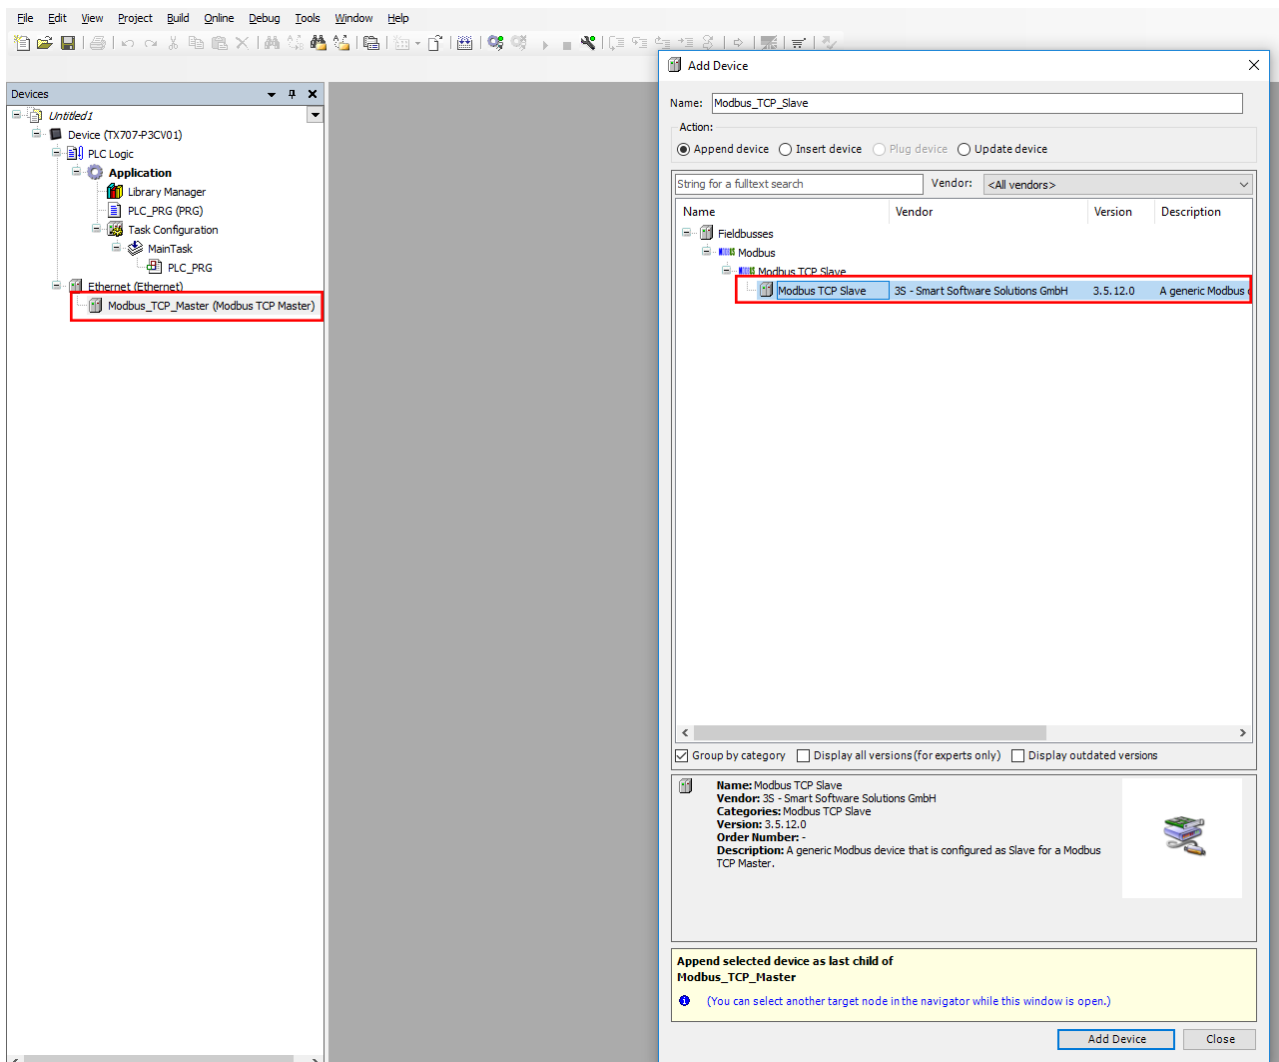 File Edit View Project Build Online Debug Tools Window Help
Devices
Untitled1
Device (TX707-P3CV01)
PLC Logic
Application
Library Manager
PLC_PRG (PRG)
Task Configuration
MainTask
PLC_PRG
Ethernet (Ethernet)
Modbus_TCP_Master (Modbus TCP Master)
Add Device
Name: Modbus_TCP_Slave
Action:
Append device Insert device Plug device Update device
String for a fulltext search Vendor: <All vendors>
Name Vendor Version Description
Fieldbusses
Modbus
Modbus TCP Slave
Modbus TCP Slave 3S - Smart Software Solutions GmbH 3.5.12.0 A generic Modbus
Group by category Display all versions (for experts only) Display outdated versions
Name: Modbus TCP Slave
Vendor: 3S - Smart Software Solutions GmbH
Categories: Modbus TCP Slave
Version: 3.5.12.0
Order Number: -
Description: A generic Modbus device that is configured as Slave for a Modbus
TCP Master.
Append selected device as last child of
Modbus_TCP_Master
(You can select another target node in the navigator while this window is open.)
Add Device Close